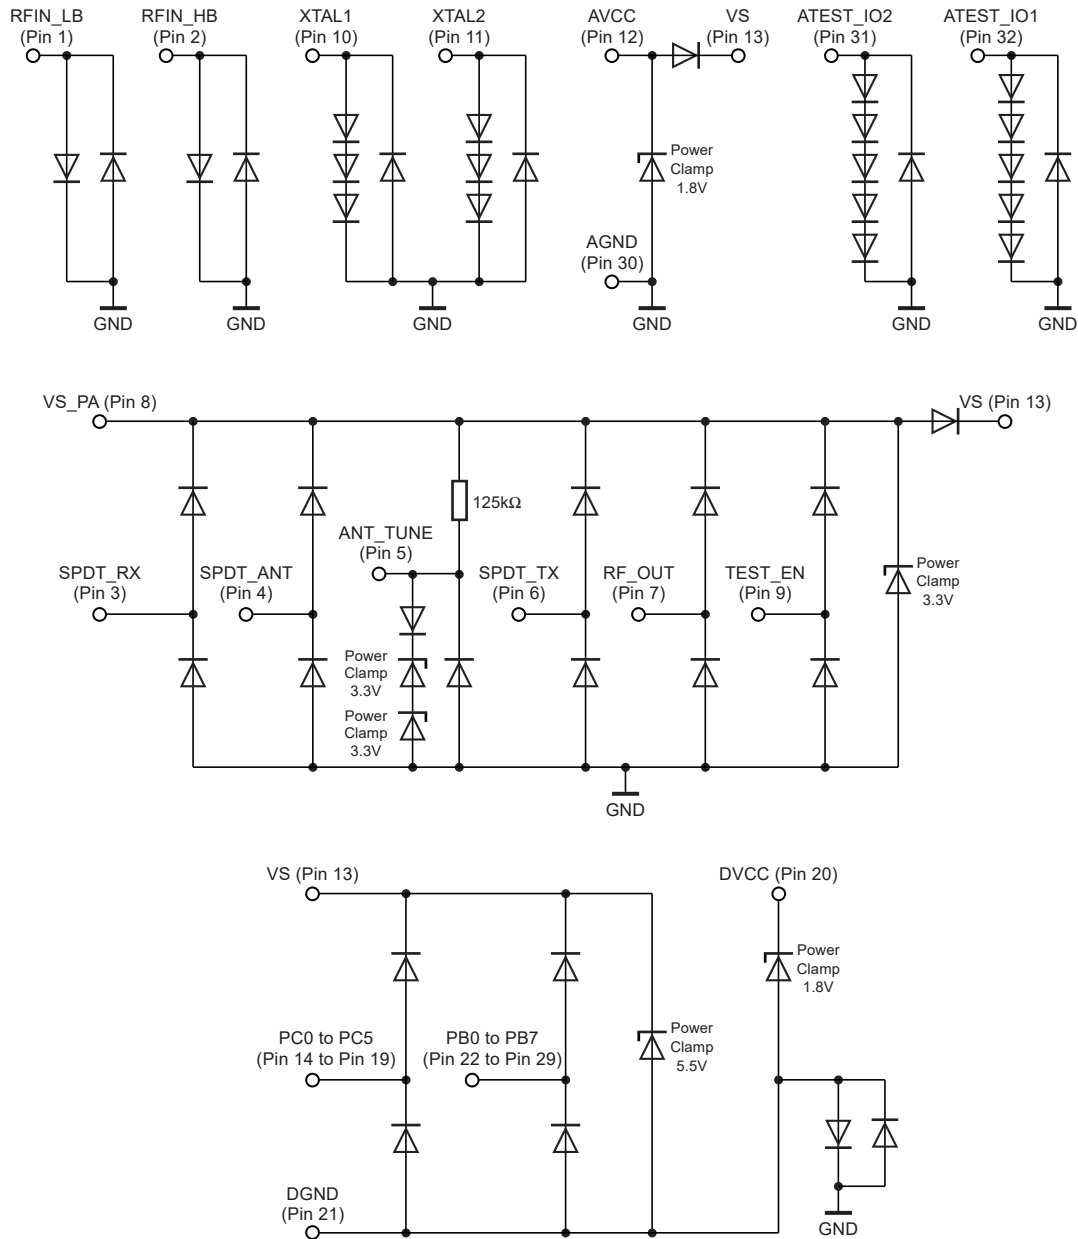 RFIN_LB
(Pin 1)
RFIN_HB
(Pin 2)
XTAL1
(Pin 10)
XTAL2
(Pin 11)
AVCC
(Pin 12)
VS
(Pin 13)
ATEST_IO2
(Pin 31)
ATEST_IO1
(Pin 32)
Power
Clamp
1.8V
AGND
(Pin 30)
GND
GND
GND
GND
GND
GND
VS_PA (Pin 8)
VS (Pin 13)
125kΩ
ANT_TUNE
(Pin 5)
SPDT_RX
(Pin 3)
SPDT_ANT
(Pin 4)
SPDT_TX
(Pin 6)
RF_OUT
(Pin 7)
TEST_EN
(Pin 9)
Power
Clamp
3.3V
Power
Clamp
3.3V
Power
Clamp
3.3V
GND
VS (Pin 13)
DVCC (Pin 20)
Power
Clamp
1.8V
PC0 to PC5
(Pin 14 to Pin 19)
PB0 to PB7
(Pin 22 to Pin 29)
Power
Clamp
5.5V
DGND
(Pin 21)
GND